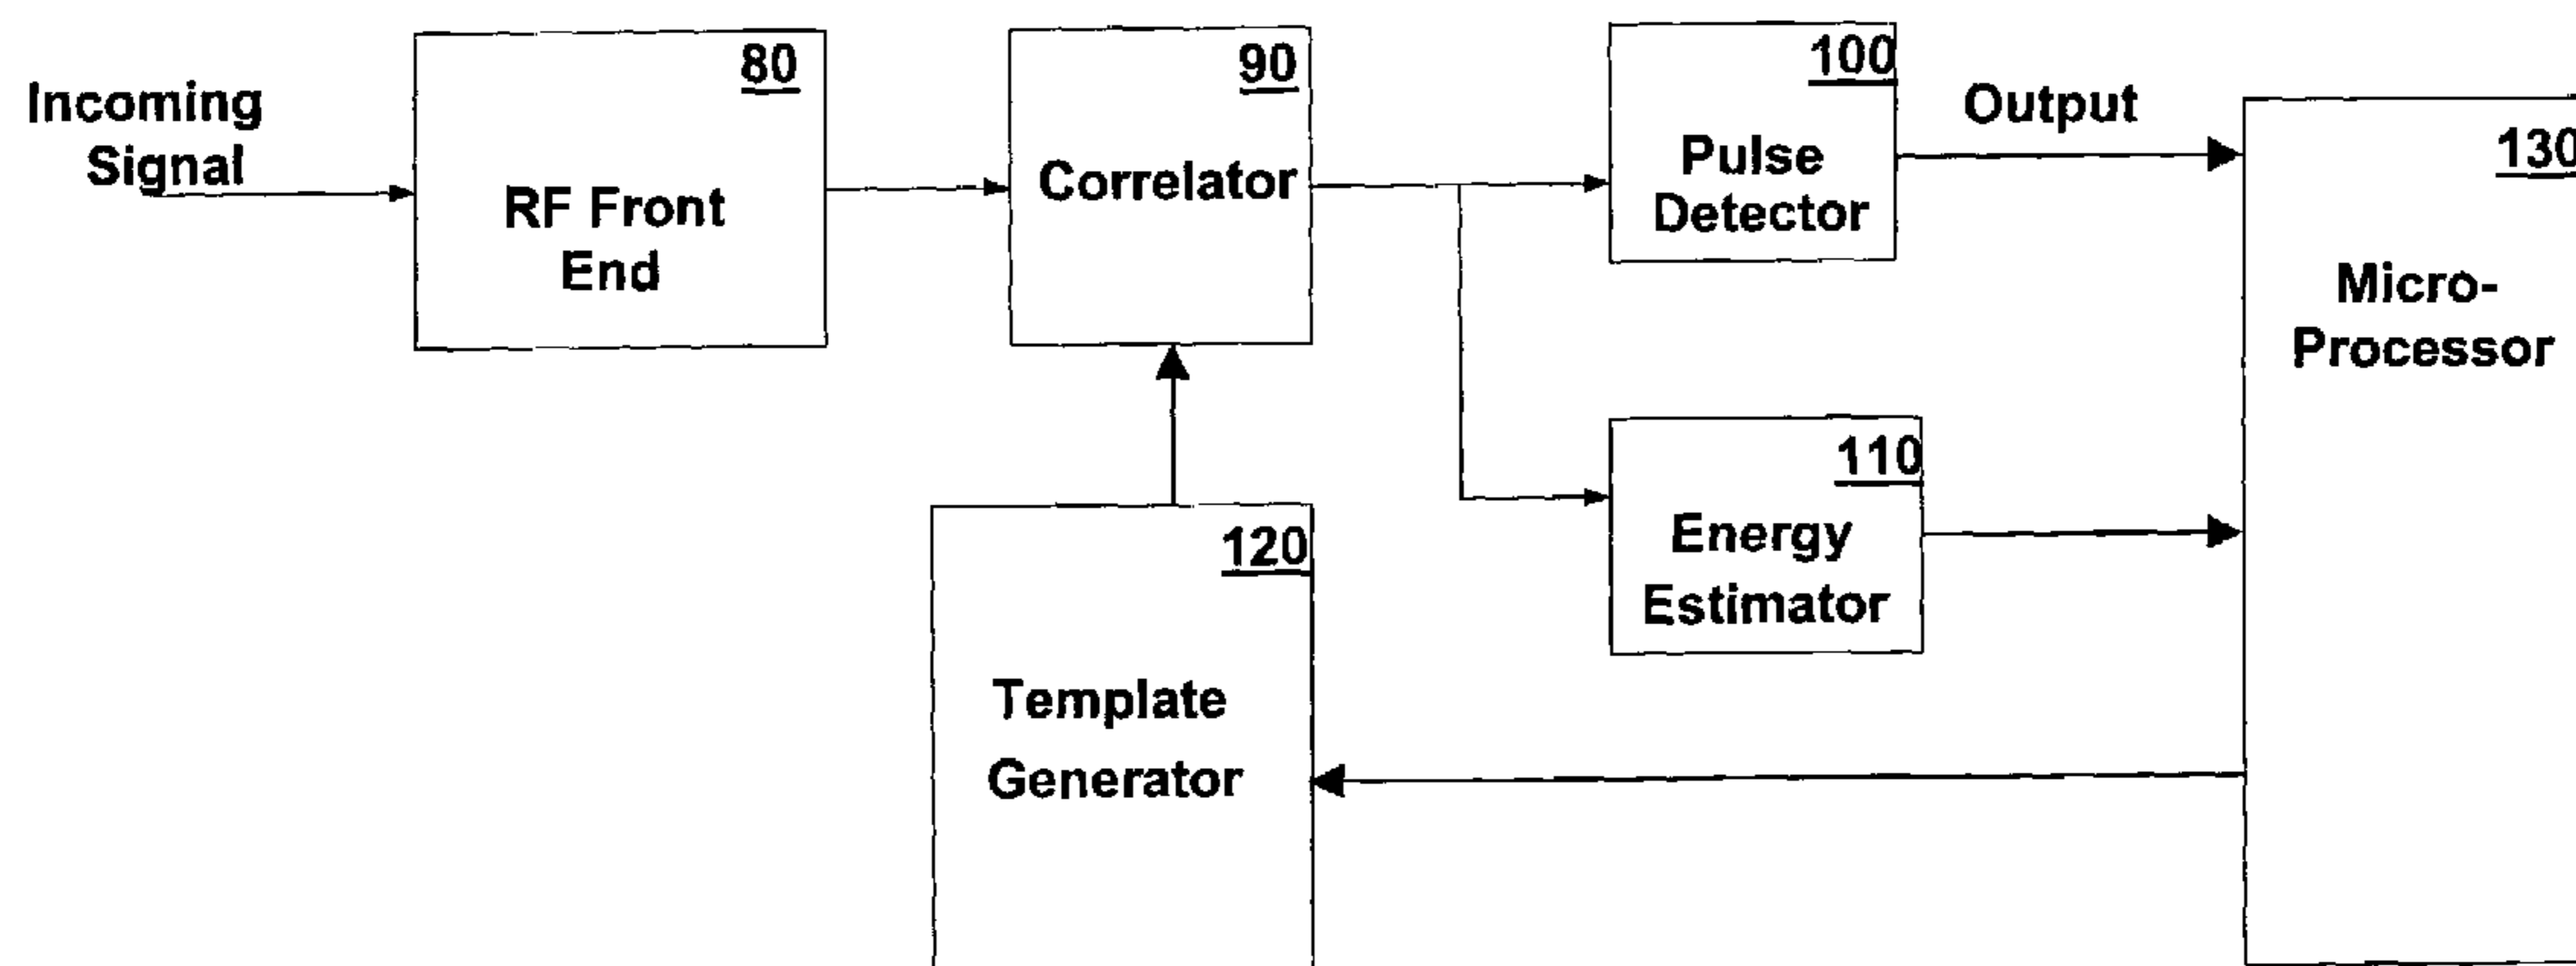 Incoming
Signal
80
RF Front
End
90
Correlator
100
Pulse
Detector
Output
130
Micro-
Processor
110
Energy
Estimator
120
Template
Generator